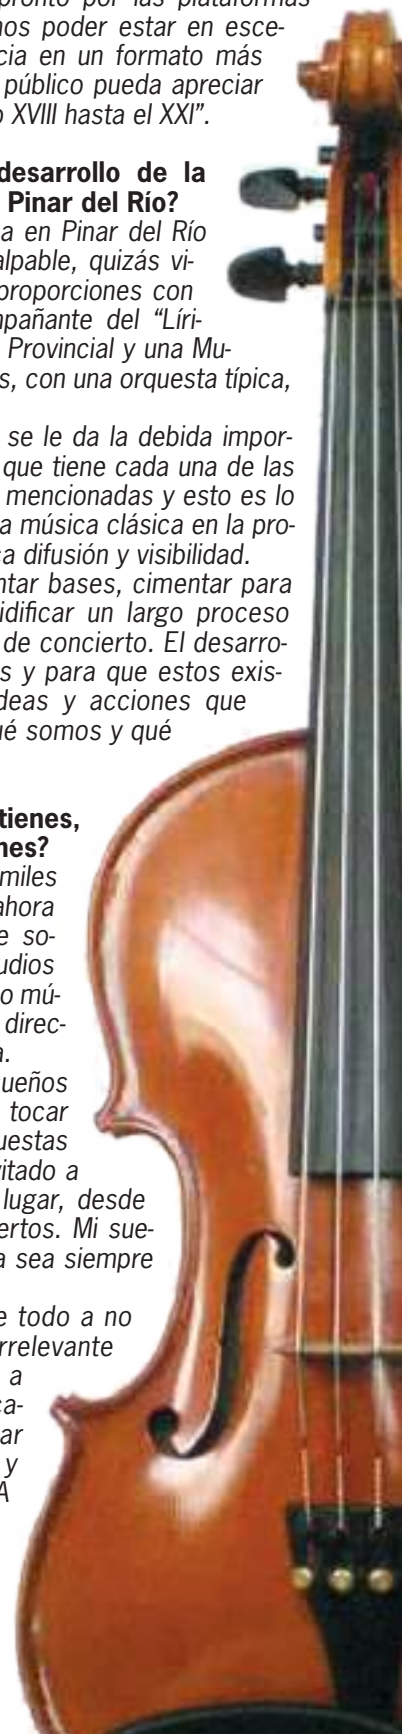 pronto por las plataformas
nos poder estar en esce-
cia en un formato más
público pueda apreciar
o XVIII hasta el XXI”.
desarrollo de la
Pinar del Río?
a en Pinar del Río
alpable, quizás vi-
proporciones con
mpañante del “Líri-
Provincial y una Mu-
s, con una orquesta típica,
se le da la debida impor-
que tiene cada una de las
mencionadas y esto es lo
a música clásica en la pro-
sa difusión y visibilidad.
ntar bases, cimentar para
idificar un largo proceso
de concierto. El desarro-
s y para que estos exis-
deas y acciones que
ué somos y qué
tienes,
nes?
miles
ahora
e so-
udios
o mú-
direc-
a.
ueños
tocar
uestas
vitado a
lugar, desde
ertos. Mi sue-
a sea siempre
e todo a no
rrelevante
a
ca-
ar
y
A